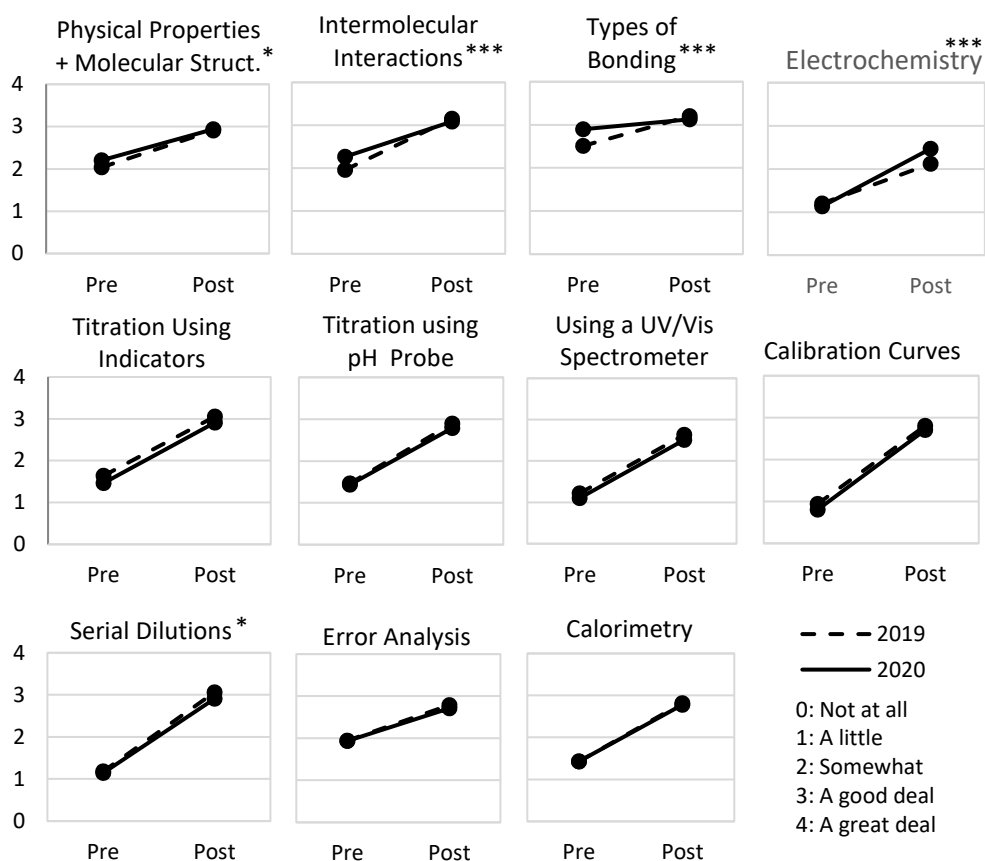 Physical Properties
+ Molecular Struct.*
Intermolecular
Interactions***
Types of
Bonding***
Electrochemistry***
4
3
2
1
0
Pre Post
Pre Post
Pre Post
Pre Post
Titration Using
Indicators
Titration using
pH Probe
Using a UV/Vis
Spectrometer
Calibration Curves
4
3
2
1
0
Pre Post
Pre Post
Pre Post
Pre Post
Serial Dilutions*
Error Analysis
Calorimetry
4
3
2
1
0
Pre Post
Pre Post
Pre Post
2019
2020
0: Not at all
1: A little
2: Somewhat
3: A good deal
4: A great deal